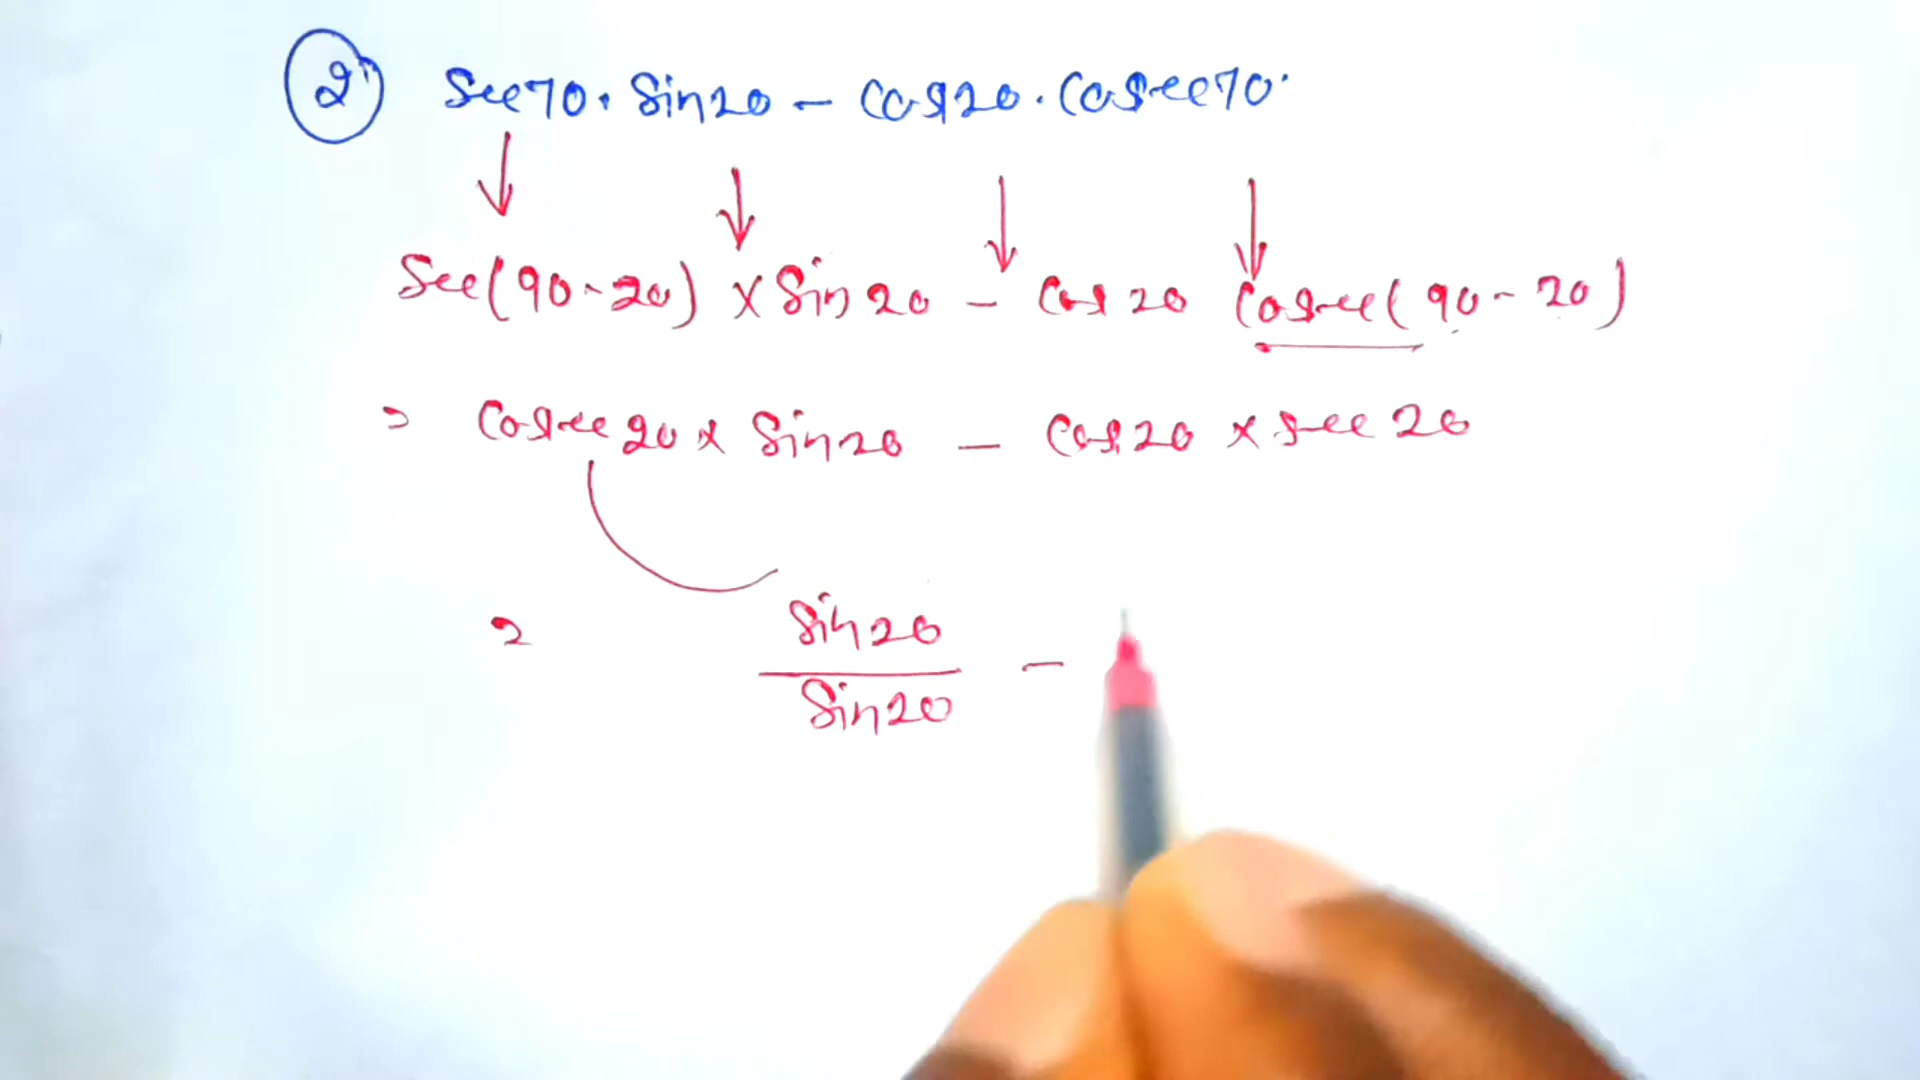 2) Sec70. Sin20 - Cos20. Cosec70.
Sec(90-20) × Sin20 - Cos20 Cosec(90-20)
= Cosec20 × Sin20 - Cos20 × Sec20
= Sin20 -
Sin20